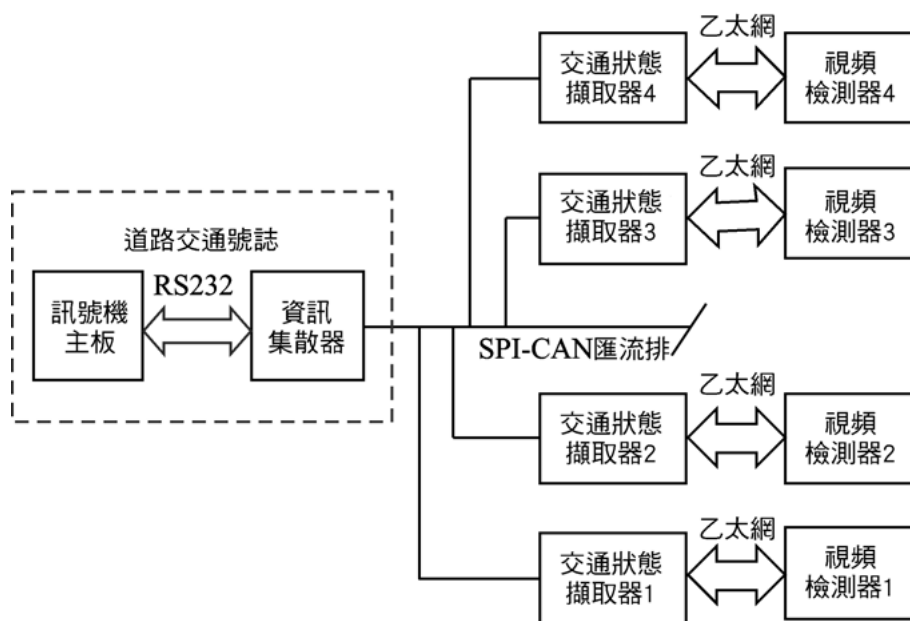 乙太網
交通狀態
擷取器4
視頻
檢測器4
乙太網
交通狀態
擷取器3
視頻
檢測器3
道路交通號誌
RS232
訊號機
主板
資訊
集散器
SPI-CAN匯流排
乙太網
交通狀態
擷取器2
視頻
檢測器2
乙太網
交通狀態
擷取器1
視頻
檢測器1